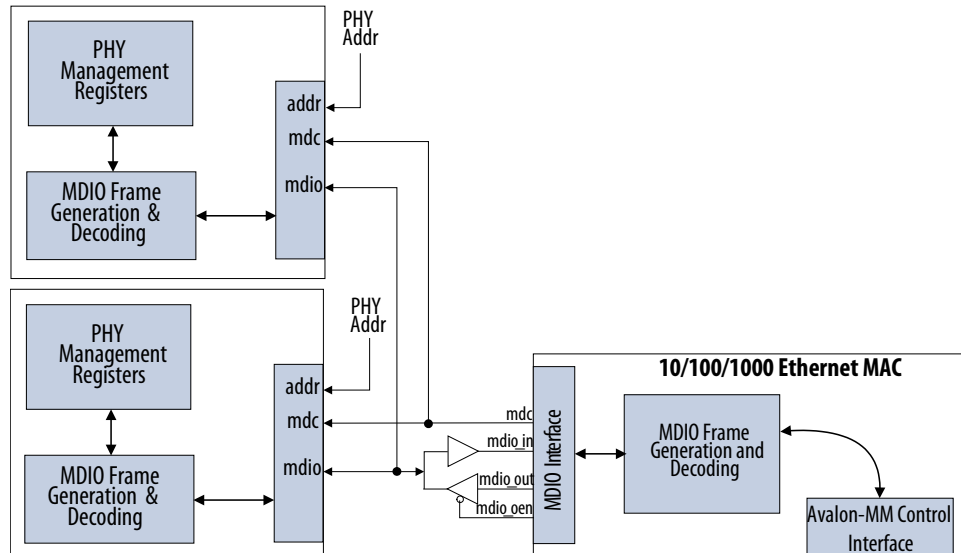 PHY
Management
Registers
MDIO Frame
Generation &
Decoding
addr
mdc
mdio
PHY
Addr
PHY
Management
Registers
MDIO Frame
Generation &
Decoding
addr
mdc
mdio
PHY
Addr
10/100/1000 Ethernet MAC
mdc
mdio_in
mdio_out
mdio_oen
MDIO Interface
MDIO Frame
Generation and
Decoding
Avalon-MM Control
Interface